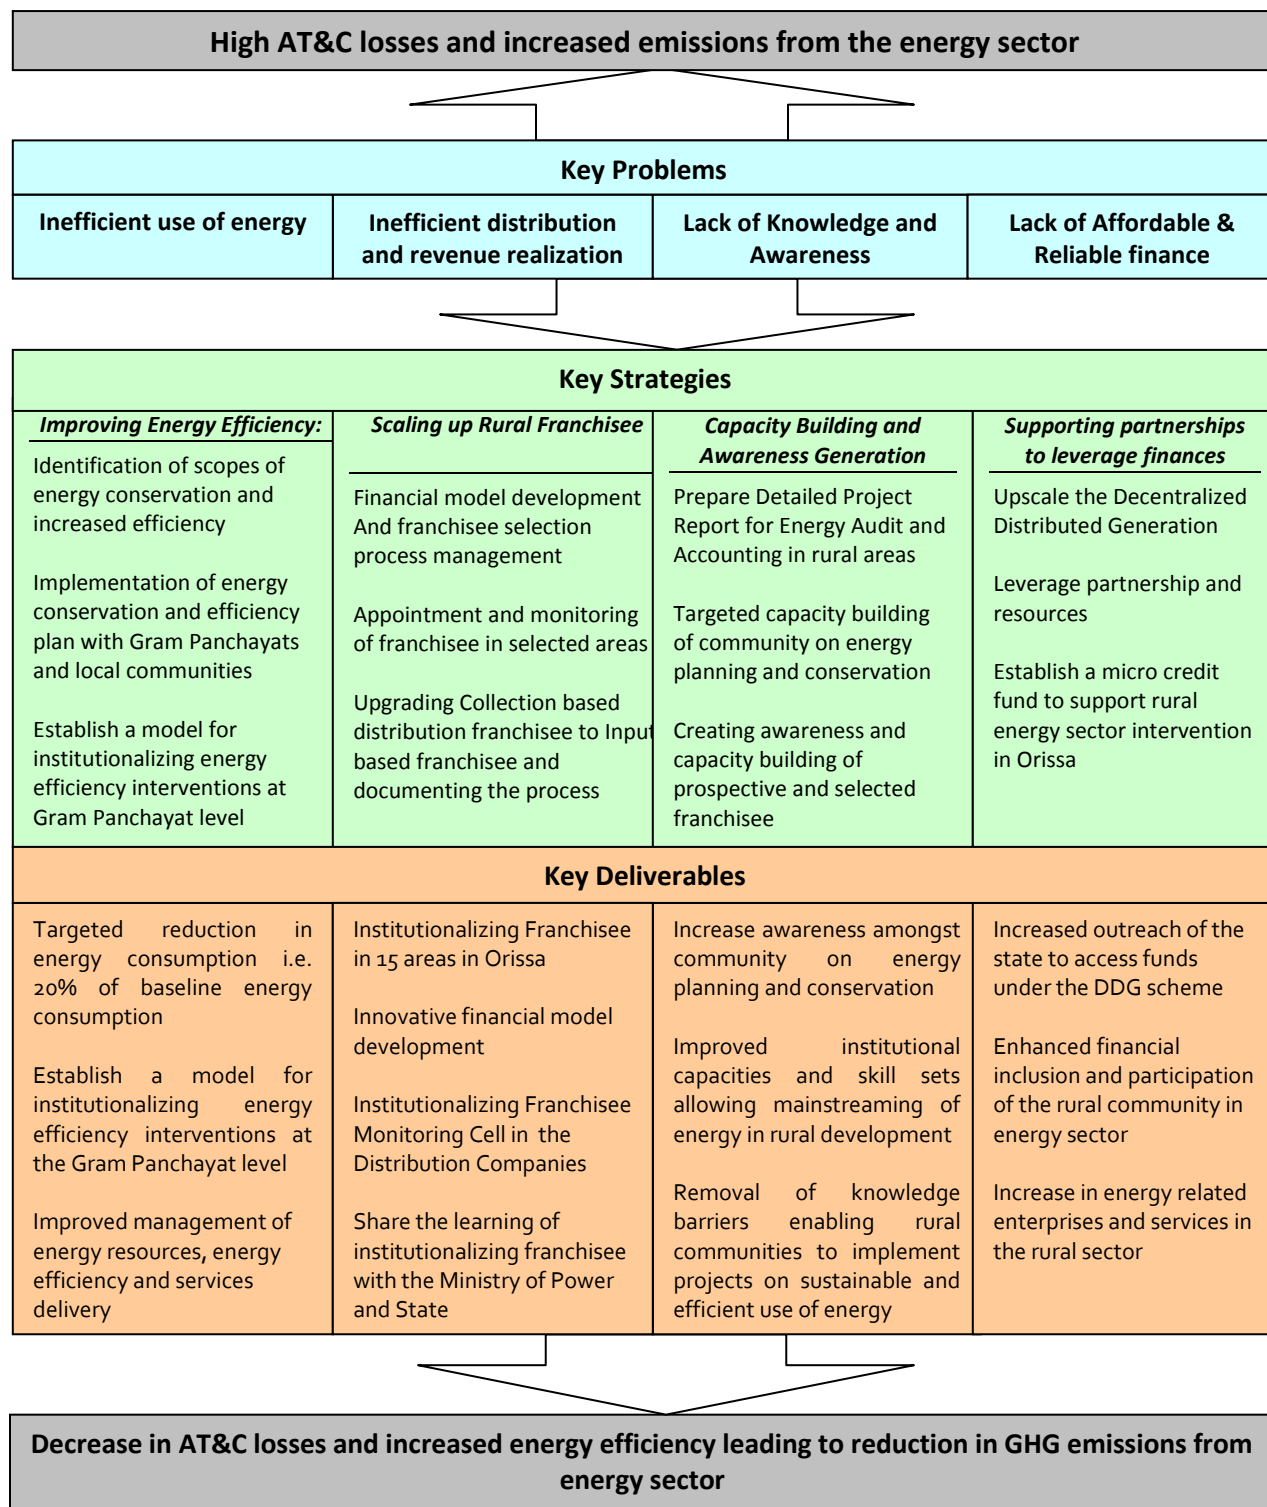 High AT&C losses and increased emissions from the energy sector
Key Problems
Inefficient use of energy
Inefficient distribution
and revenue realization
Lack of Knowledge and
Awareness
Lack of Affordable &
Reliable finance
Key Strategies
Improving Energy Efficiency:
Identification of scopes of
energy conservation and
increased efficiency
Implementation of energy
conservation and efficiency
plan with Gram Panchayats
and local communities
Establish a model for
institutionalizing energy
efficiency interventions at
Gram Panchayat level
Scaling up Rural Franchisee
Financial model development
And franchisee selection
process management
Appointment and monitoring
of franchisee in selected areas
Upgrading Collection based
distribution franchisee to Input
based franchisee and
documenting the process
Capacity Building and
Awareness Generation
Prepare Detailed Project
Report for Energy Audit and
Accounting in rural areas
Targeted capacity building
of community on energy
planning and conservation
Creating awareness and
capacity building of
prospective and selected
franchisee
Supporting partnerships
to leverage finances
Upscale the Decentralized
Distributed Generation
Leverage partnership and
resources
Establish a micro credit
fund to support rural
energy sector intervention
in Orissa
Key Deliverables
Targeted reduction in
energy consumption i.e.
20% of baseline energy
consumption
Establish a model for
institutionalizing energy
efficiency interventions at
the Gram Panchayat level
Improved management of
energy resources, energy
efficiency and services
delivery
Institutionalizing Franchisee
in 15 areas in Orissa
Innovative financial model
development
Institutionalizing Franchisee
Monitoring Cell in the
Distribution Companies
Share the learning of
institutionalizing franchisee
with the Ministry of Power
and State
Increase awareness amongst
community on energy
planning and conservation
Improved institutional
capacities and skill sets
allowing mainstreaming of
energy in rural development
Removal of knowledge
barriers enabling rural
communities to implement
projects on sustainable and
efficient use of energy
Increased outreach of the
state to access funds
under the DDG scheme
Enhanced financial
inclusion and participation
of the rural community in
energy sector
Increase in energy related
enterprises and services in
the rural sector
Decrease in AT&C losses and increased energy efficiency leading to reduction in GHG emissions from
energy sector